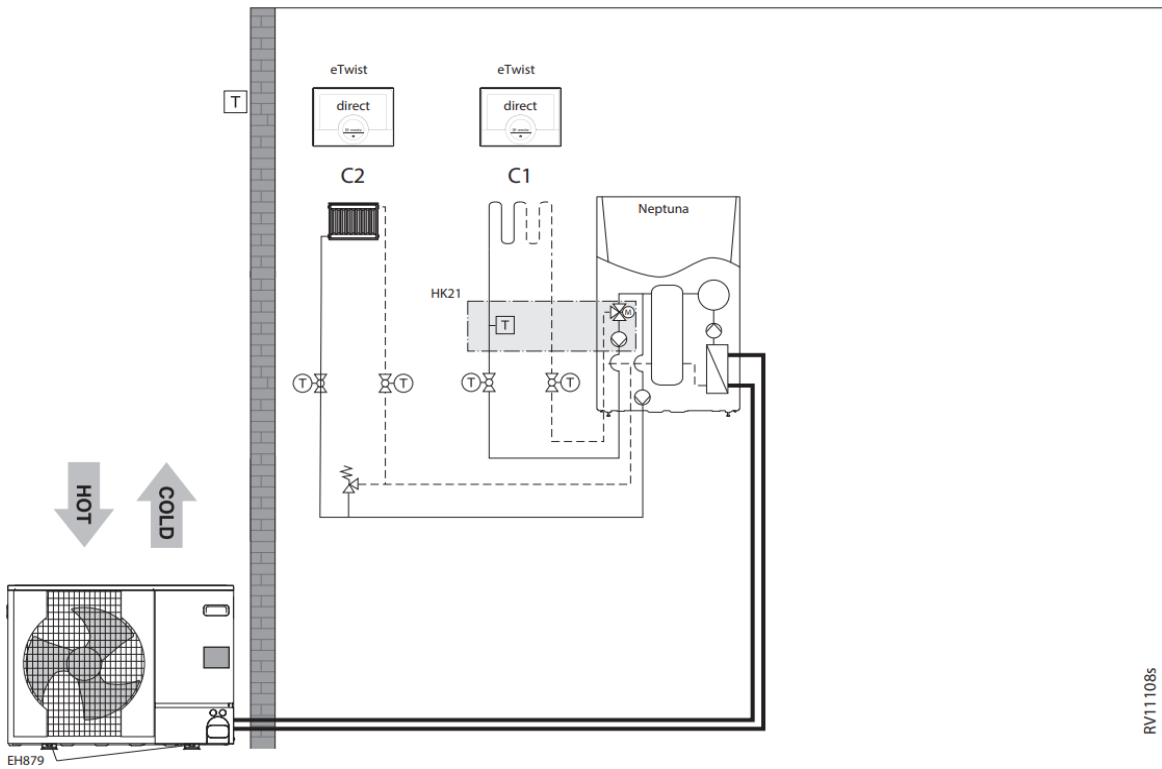 eTwist
eTwist
T
direct
direct
C2
C1
Neptuna
HK21
M
T
T
T
T
T
HOT
COLD
RV11108s
EH879